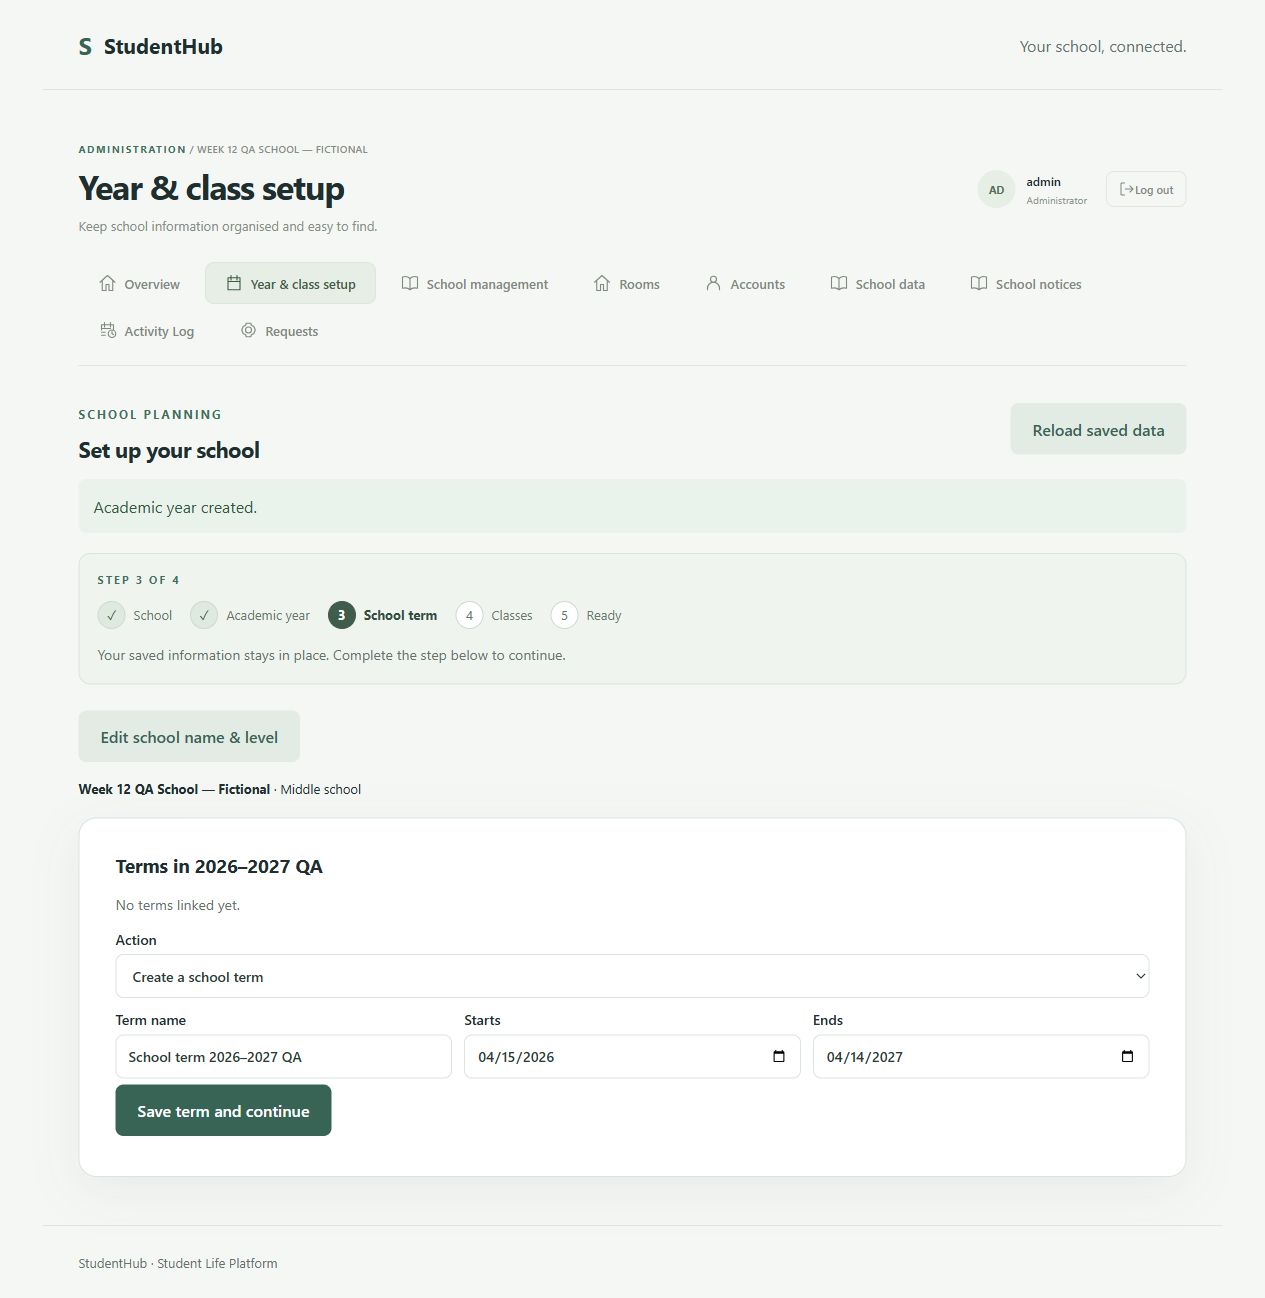 S StudentHub
Your school, connected.
ADMINISTRATION / WEEK 12 QA SCHOOL — FICTIONAL
Year & class setup
Keep school information organised and easy to find.
AD
admin
Administrator
Log out
Overview
Year & class setup
School management
Rooms
Accounts
School data
School notices
Activity Log
Requests
SCHOOL PLANNING
Set up your school
Reload saved data
Academic year created.
STEP 3 OF 4
✓ School ✓ Academic year 3 School term 4 Classes 5 Ready
Your saved information stays in place. Complete the step below to continue.
Edit school name & level
Week 12 QA School — Fictional · Middle school
Terms in 2026–2027 QA
No terms linked yet.
Action
Create a school term
Term name
Starts
Ends
School term 2026–2027 QA
04/15/2026
04/14/2027
Save term and continue
StudentHub · Student Life Platform